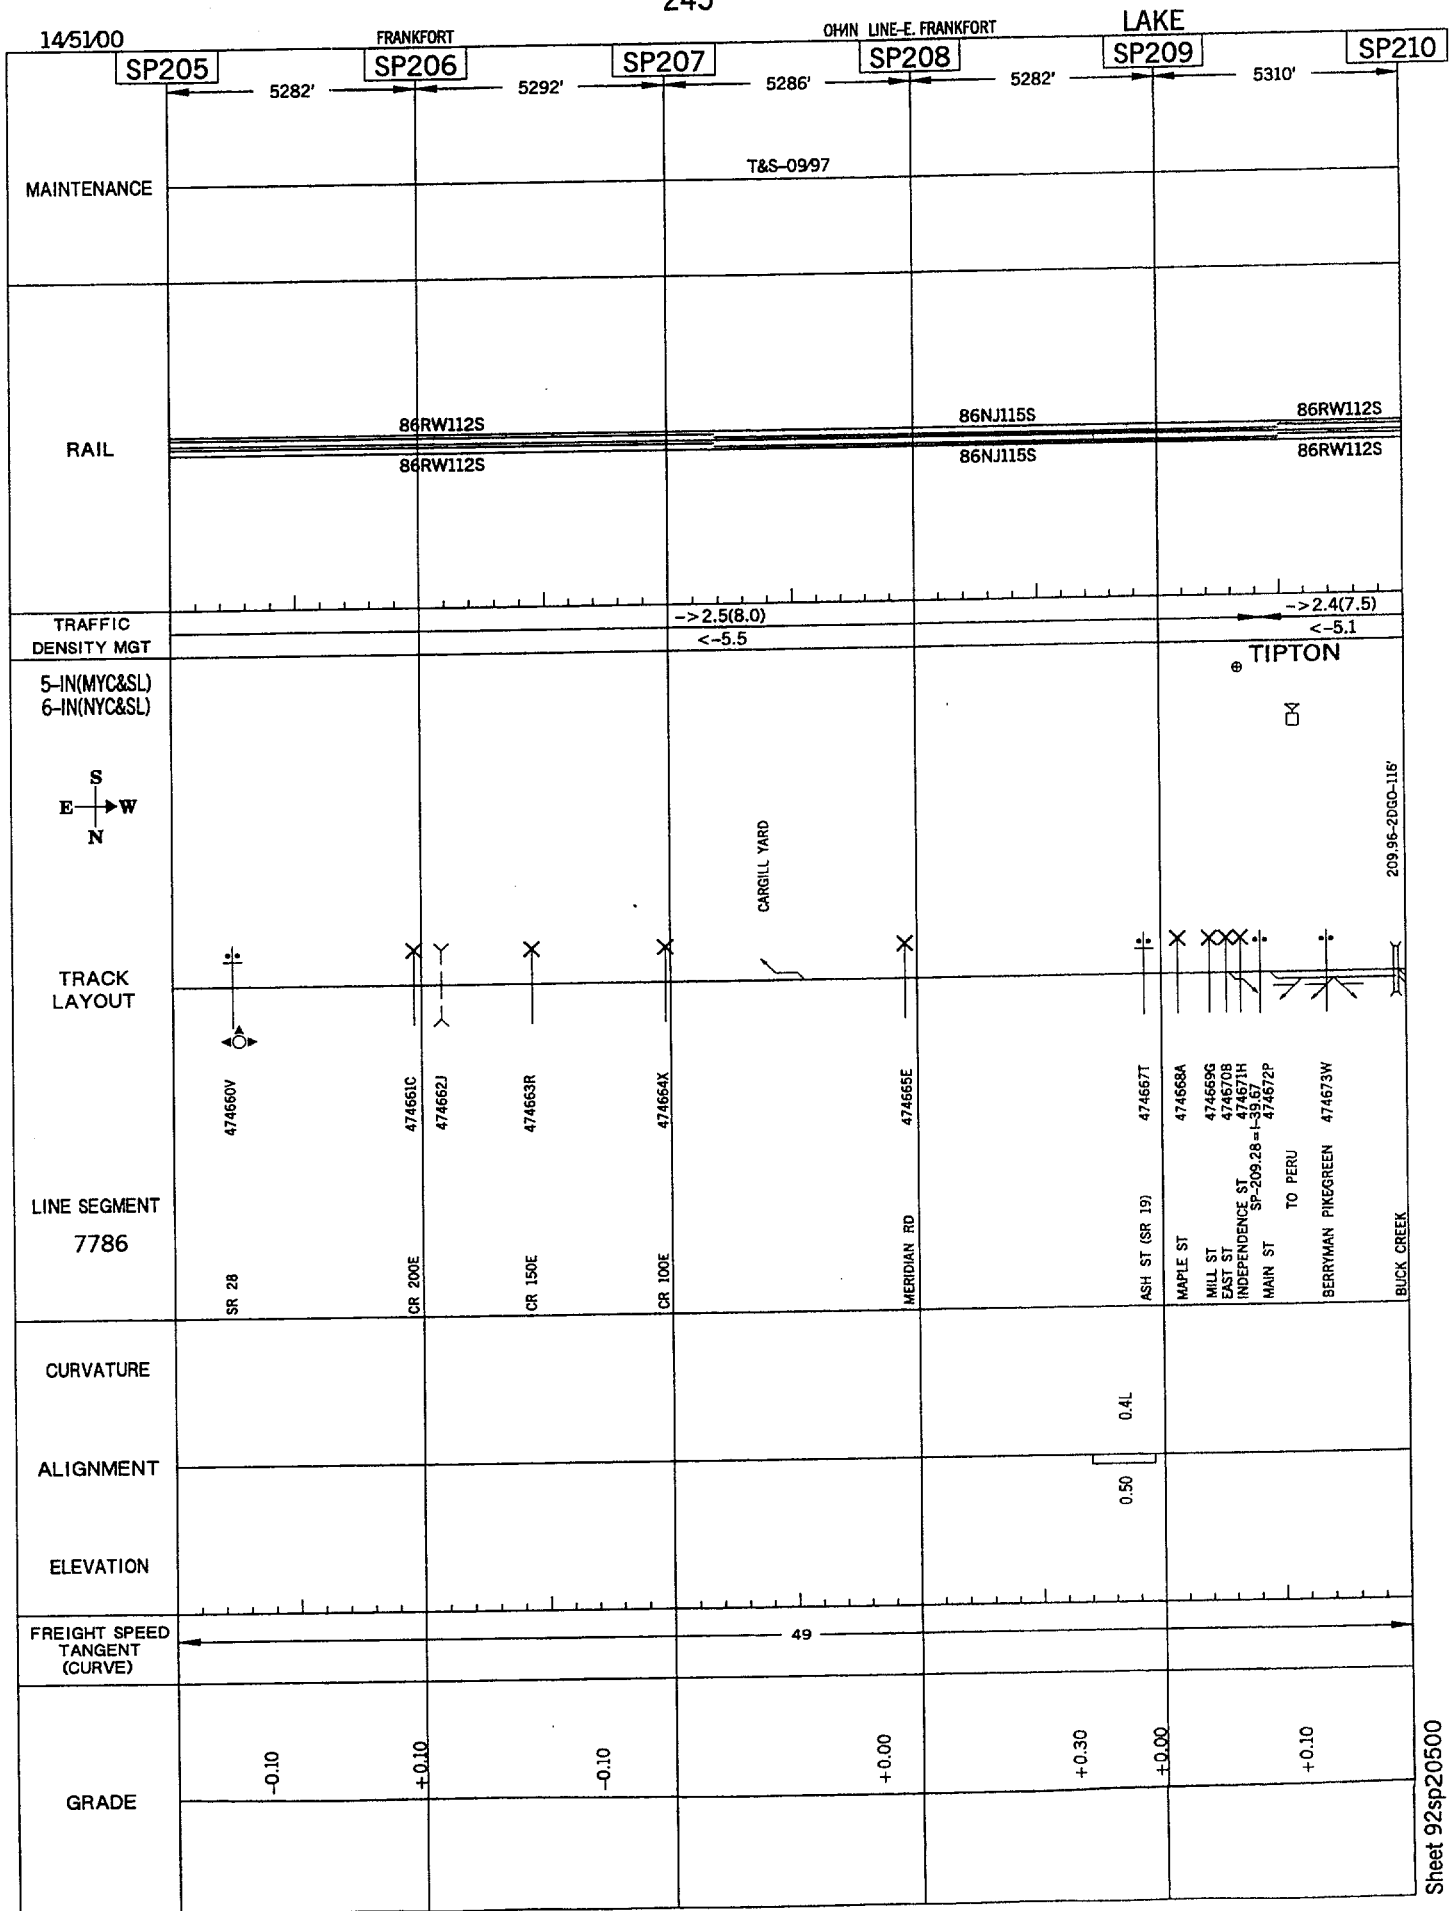 245
14/51/00
FRANKFORT
OHIN LINE-E. FRANKFORT
LAKE
SP205
SP206
SP207
SP208
SP209
SP210
5282'
5292'
5286'
5282'
5310'
MAINTENANCE
T&S-09/97
RAIL
86RW112S
86NJ115S
86RW112S
86RW112S
86NJ115S
86RW112S
TRAFFIC
DENSITY MGT
->2.5(8.0)
<-5.5
->2.4(7.5)
<-5.1
5-IN(MYC&SL)
6-IN(NYC&SL)
TIPTON
S
E W
N
CARGILL YARD
209.96-2DGO-116'
TRACK
LAYOUT
474660V
474661C
474662J
474663R
474664X
474665E
474667T
474668A
474669G
474670B
474671H
SP-209.28=I-39.67
474672P
474673W
LINE SEGMENT
7786
SR 28
CR 200E
CR 150E
CR 100E
MERIDIAN RD
ASH ST (SR 19)
MAPLE ST
MILL ST
EAST ST
INDEPENDENCE ST
MAIN ST
TO PERU
BERRYMAN PIKE/GREEN
BUCK CREEK
CURVATURE
0.4L
ALIGNMENT
0.50
ELEVATION
FREIGHT SPEED
TANGENT
(CURVE)
49
GRADE
-0.10
+0.10
-0.10
+0.00
+0.30
+0.00
+0.10
Sheet 92sp20500